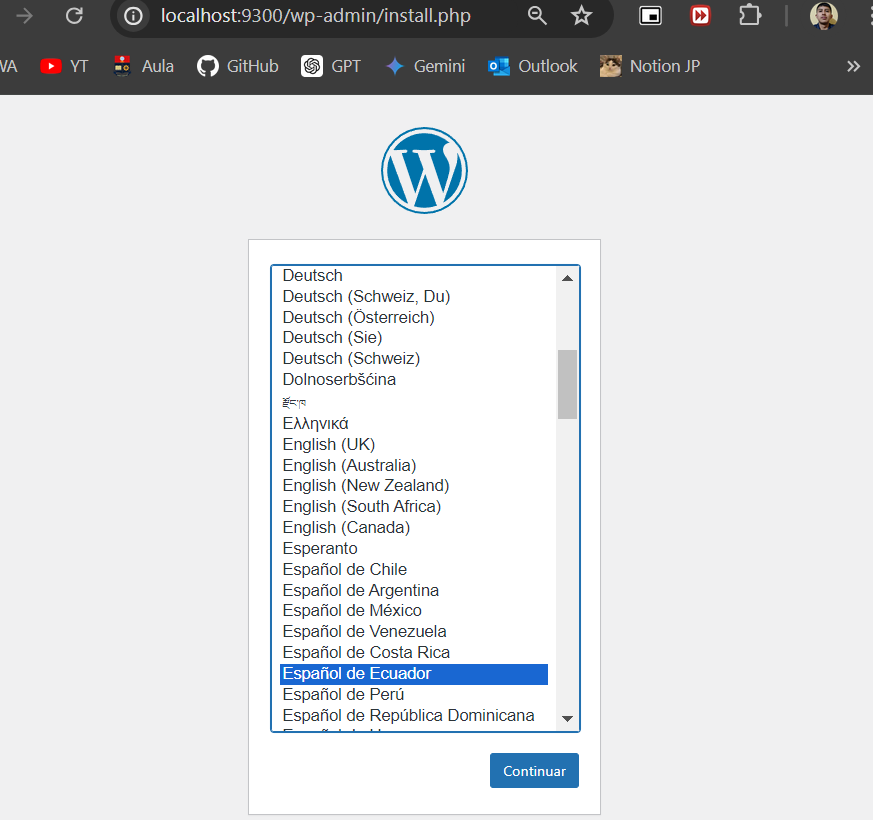 localhost:9300/wp-admin/install.php
WA YT Aula GitHub GPT Gemini Outlook Notion JP
Deutsch
Deutsch (Schweiz, Du)
Deutsch (Österreich)
Deutsch (Sie)
Deutsch (Schweiz)
Dolnoserbšćina
རྫོང་ཁ
Ελληνικά
English (UK)
English (Australia)
English (New Zealand)
English (South Africa)
English (Canada)
Esperanto
Español de Chile
Español de Argentina
Español de México
Español de Venezuela
Español de Costa Rica
Español de Ecuador
Español de Perú
Español de República Dominicana
Continuar